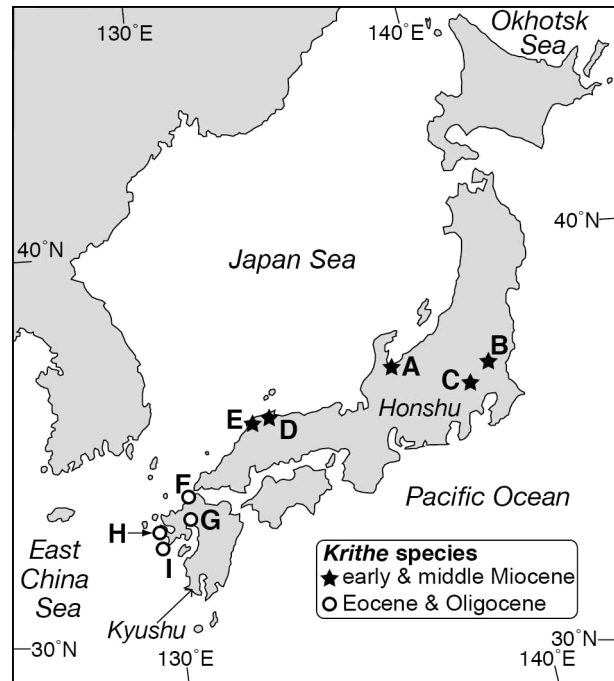 130°E
140°E
Okhotsk
Sea
40°N
40°N
Japan Sea
B
A
C
Honshu
E
D
F
Pacific Ocean
G
H
I
East
China
Sea
Krithe species
early & middle Miocene
Eocene & Oligocene
Kyushu
30°N
30°N
130°E
140°E